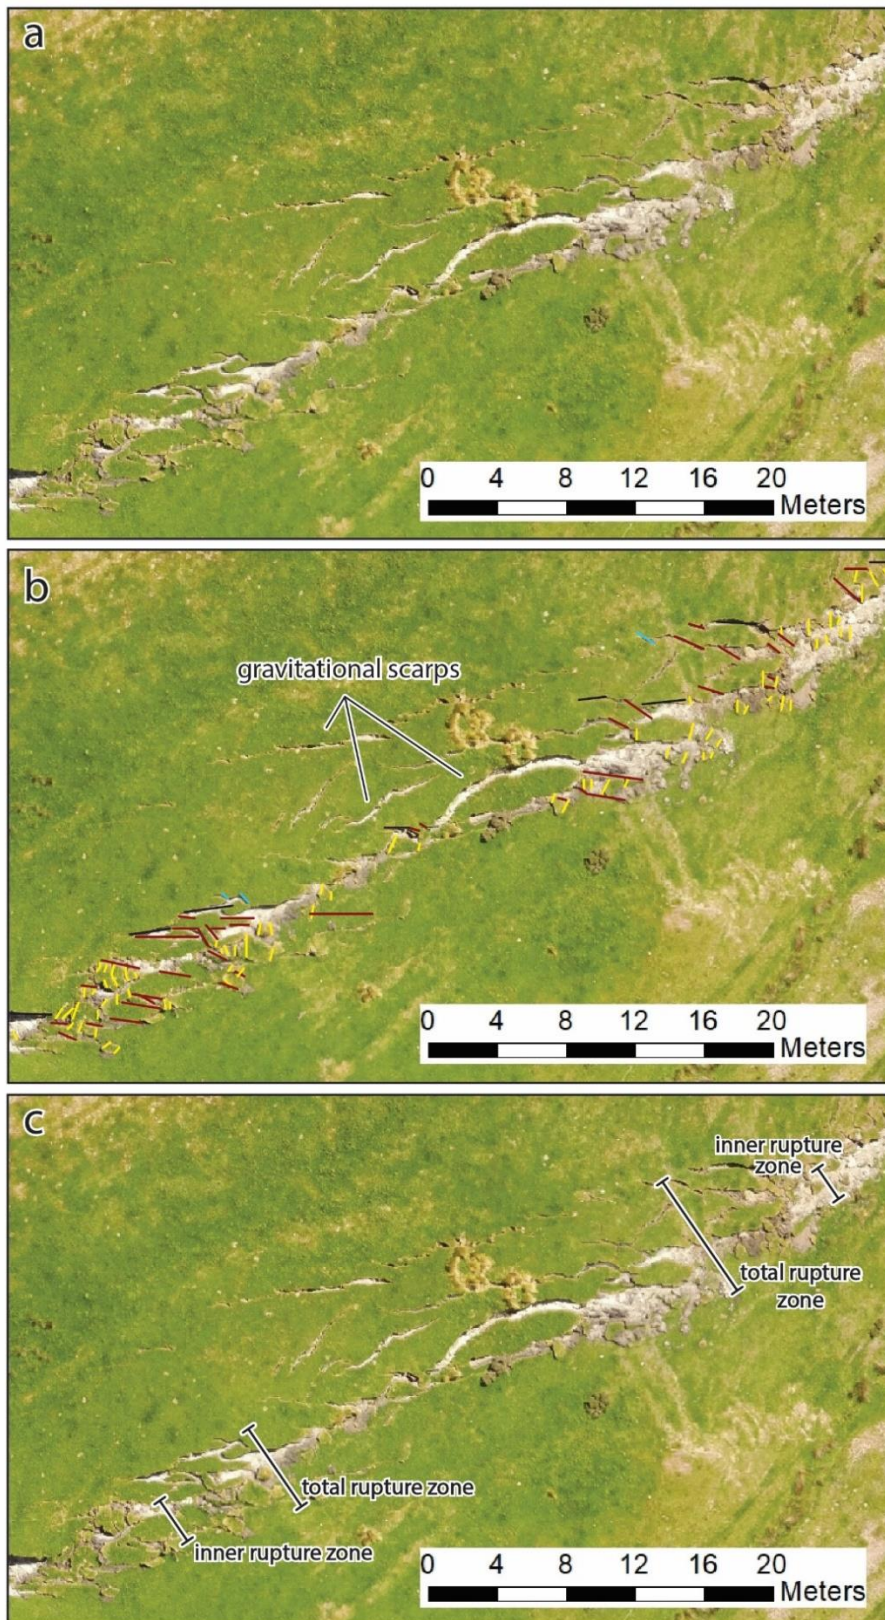 a
0 4 8 12 16 20
Meters
b
gravitational scarps
0 4 8 12 16 20
Meters
c
inner rupture
zone
total rupture
zone
total rupture zone
inner rupture zone
0 4 8 12 16 20
Meters